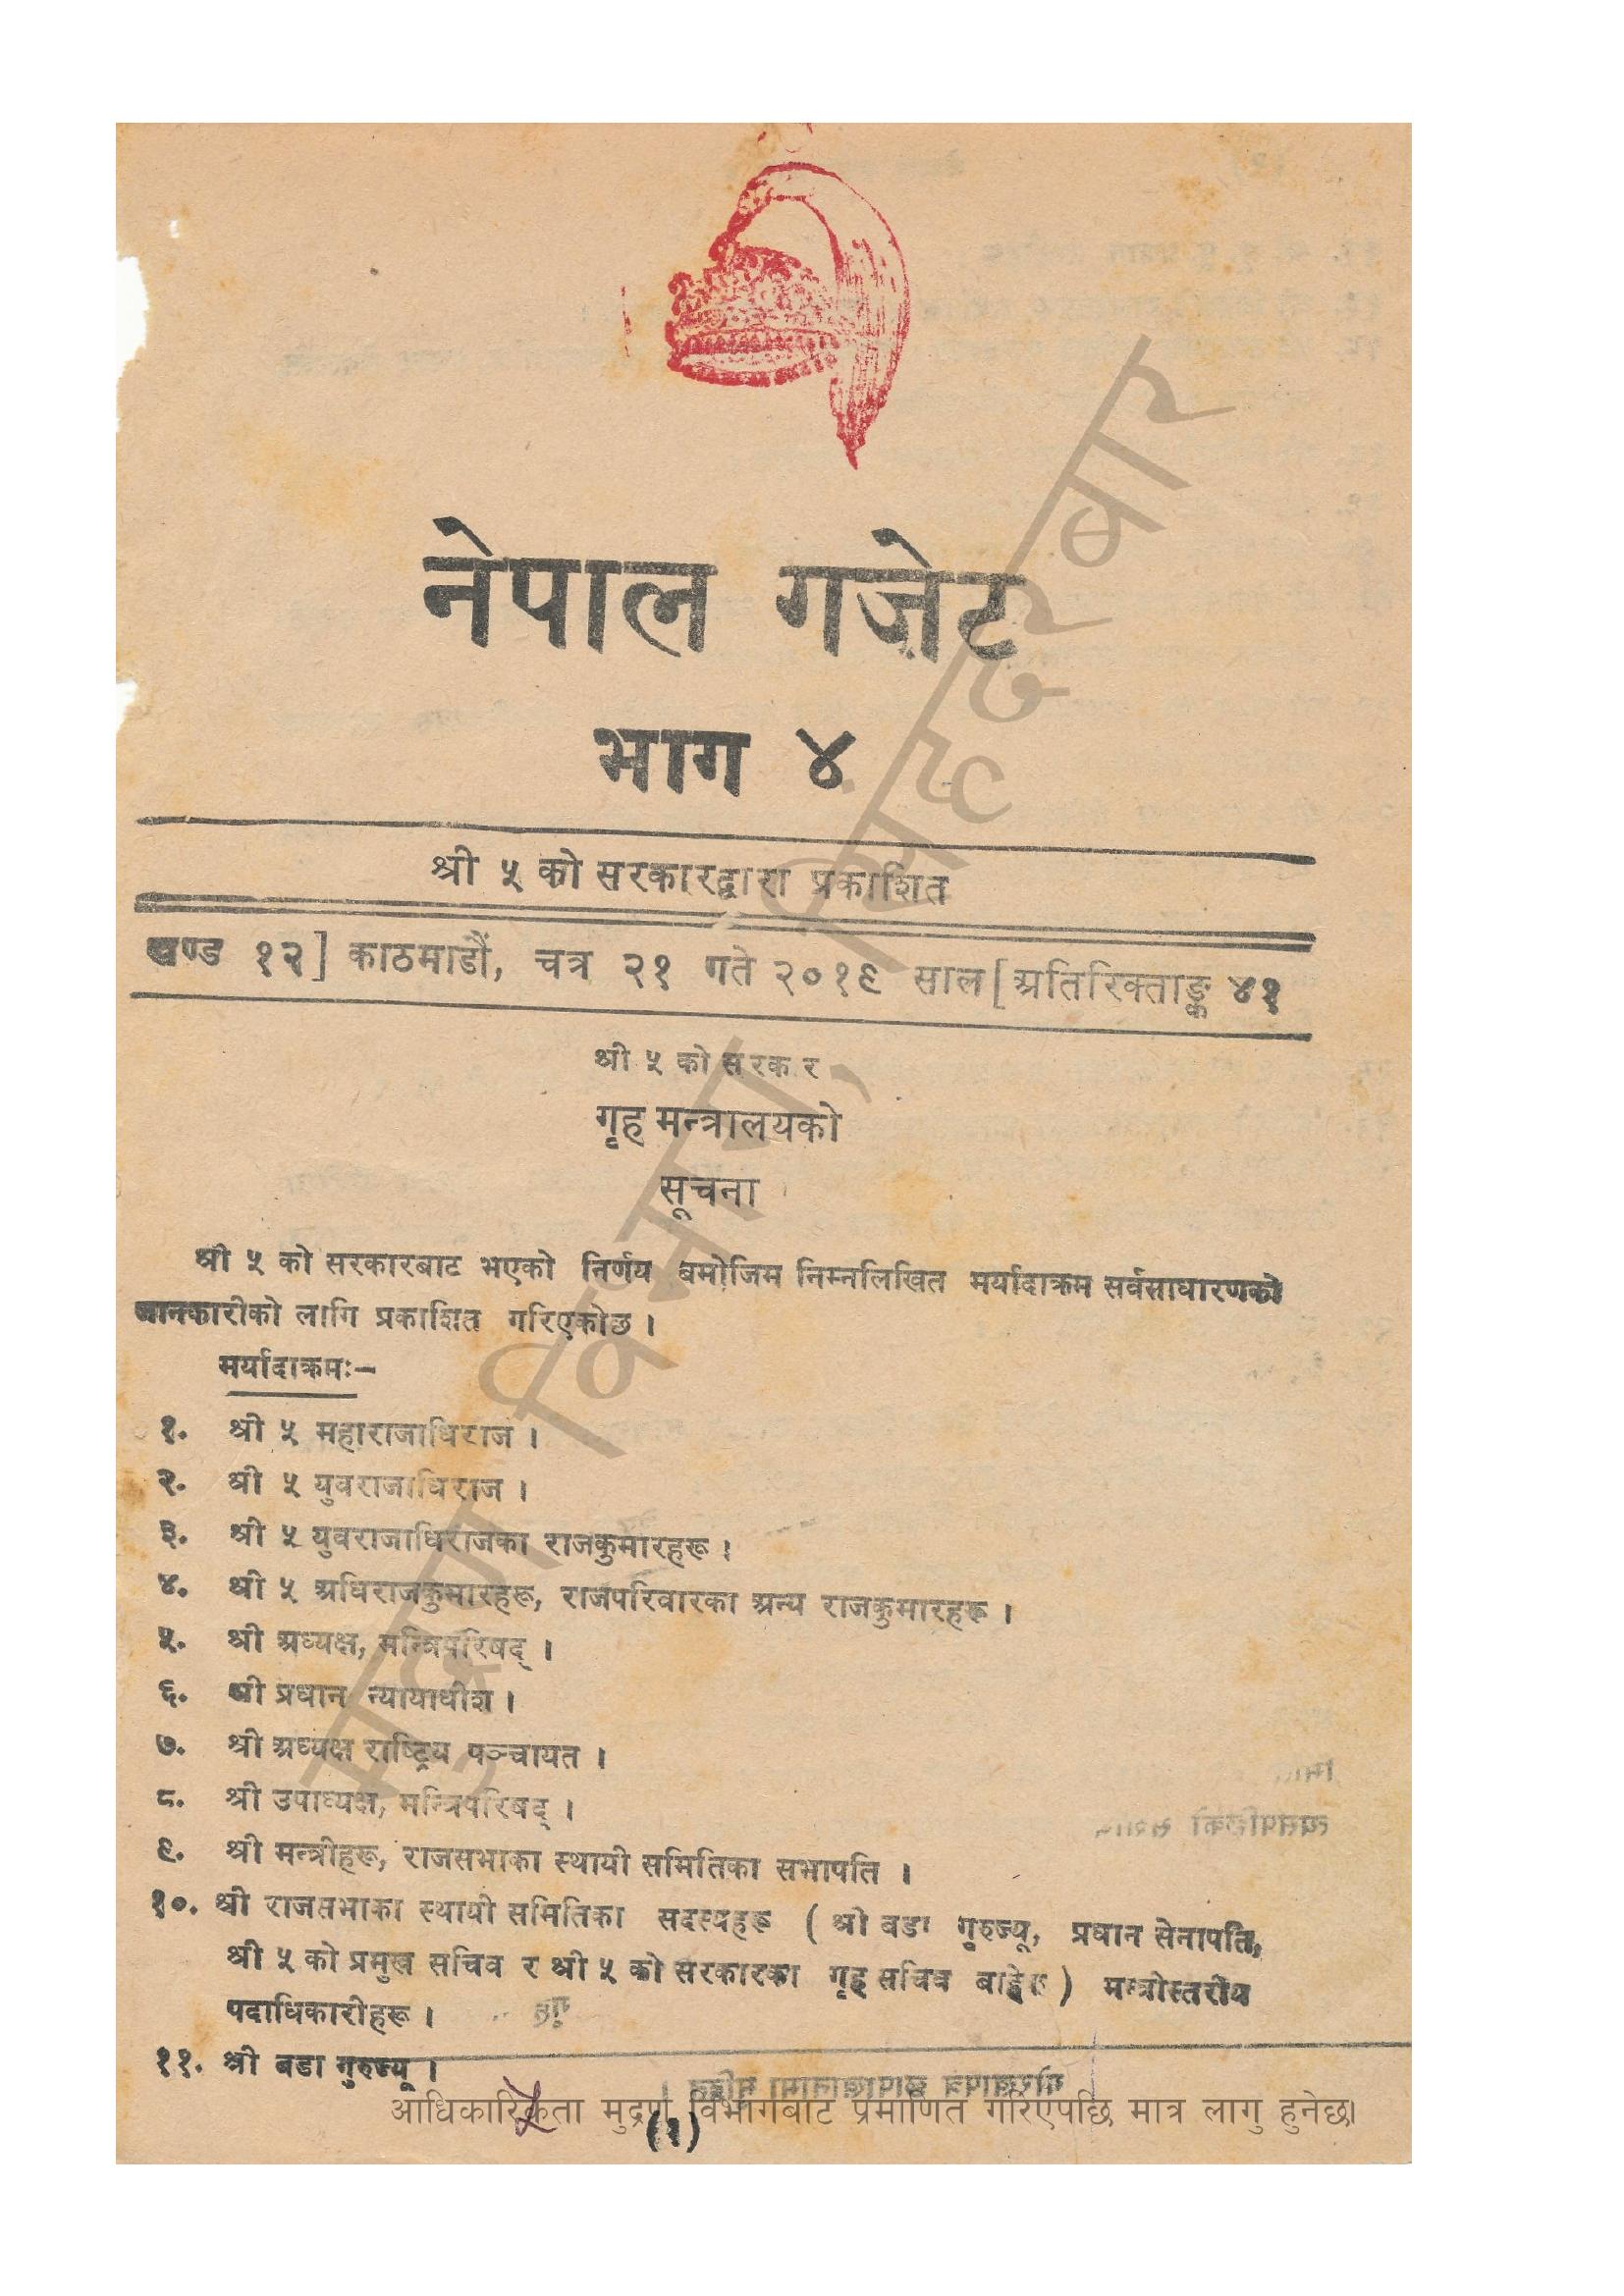 नेपाल गज़ेट
भाग ४
श्री ५ को सरकारद्वारा प्रकाशित
खण्ड १२] काठमाडौं, चत्र २१ गते २०१९ साल [अतिरिक्ताङ्क ४१
श्री ५ को सरकार
गृह मन्त्रालयको
सूचना
श्री ५ को सरकारबाट भएको निर्णय बमोजिम निम्नलिखित मर्यादाक्रम सर्वसाधारणको
जानकारीको लागि प्रकाशित गरिएकोछ ।
मर्यादाक्रमः–
१. श्री ५ महाराजाधिराज ।
२. श्री ५ युवराजाधिराज ।
३. श्री ५ युवराजाधिराजका राजकुमारहरू ।
४. श्री ५ अधिराजकुमारहरू, राजपरिवारका अन्य राजकुमारहरू ।
५. श्री अध्यक्ष, मन्त्रिपरिषद् ।
६. श्री प्रधान न्यायाधीश ।
७. श्री अध्यक्ष राष्ट्रिय पञ्चायत ।
८. श्री उपाध्यक्ष, मन्त्रिपरिषद् ।
९. श्री मन्त्रीहरू, राजसभाका स्थायी समितिका सभापति ।
१०. श्री राजसभाका स्थायी समितिका सदस्यहरू ( श्री बडा गुरुज्यू, प्रधान सेनापति,
श्री ५ को प्रमुख सचिव र श्री ५ को सरकारका गृह सचिव बाहेक ) मन्त्रीस्तरीय
पदाधिकारीहरू ।
११. श्री बडा गुरुज्यू ।
आधिकारिकता मुद्रण विभागबाट प्रमाणित गरिएपछि मात्र लागु हुनेछ।
(१)
मुद्रण विभाग, सिंहदरबार